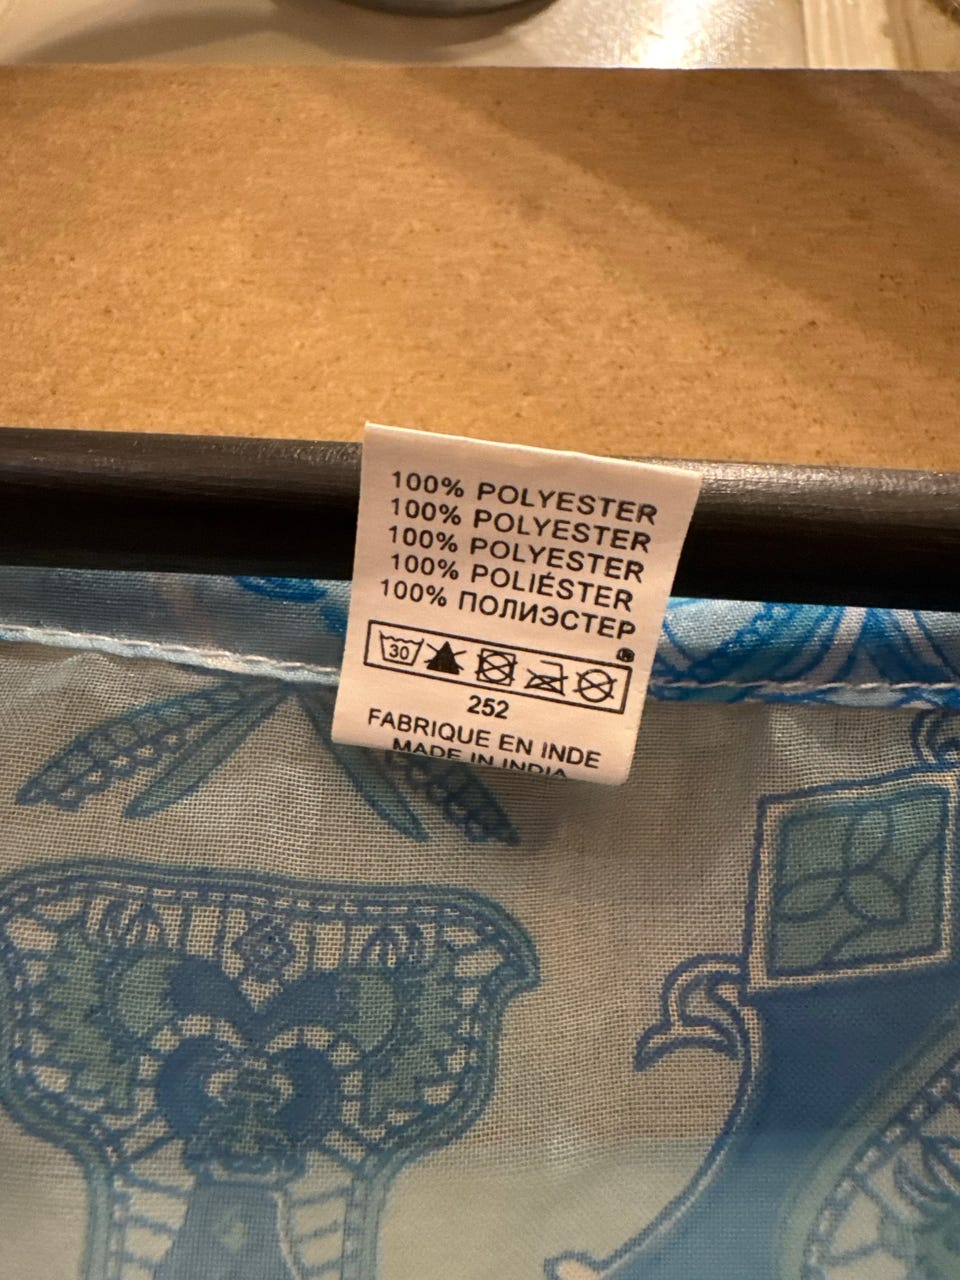 100% POLYESTER
100% POLYESTER
100% POLYESTER
100% POLIÉSTER
100% ПОЛИЭСТЕР
30
252
FABRIQUE EN INDE
MADE IN INDIA